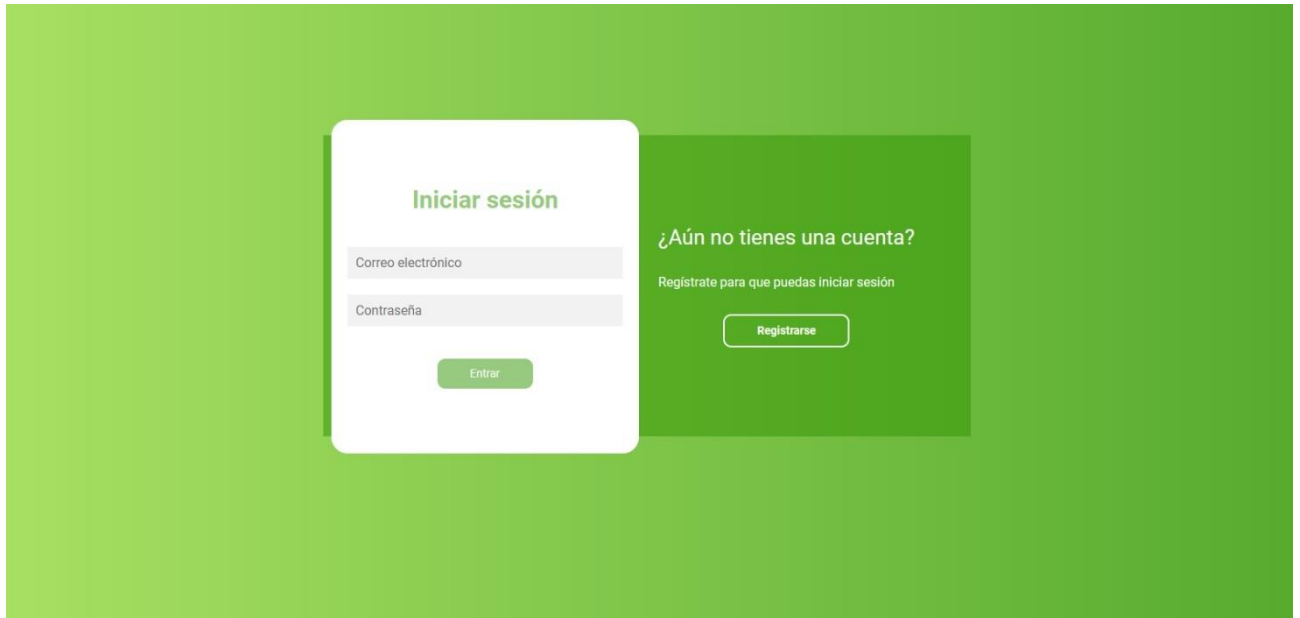 Iniciar sesión
Correo electrónico
Contraseña
Entrar
¿Aún no tienes una cuenta?
Regístrate para que puedas iniciar sesión
Registrarse